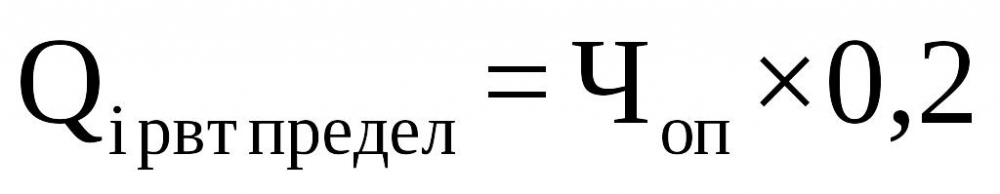 Qi рвт предел = Чоп ×0,2